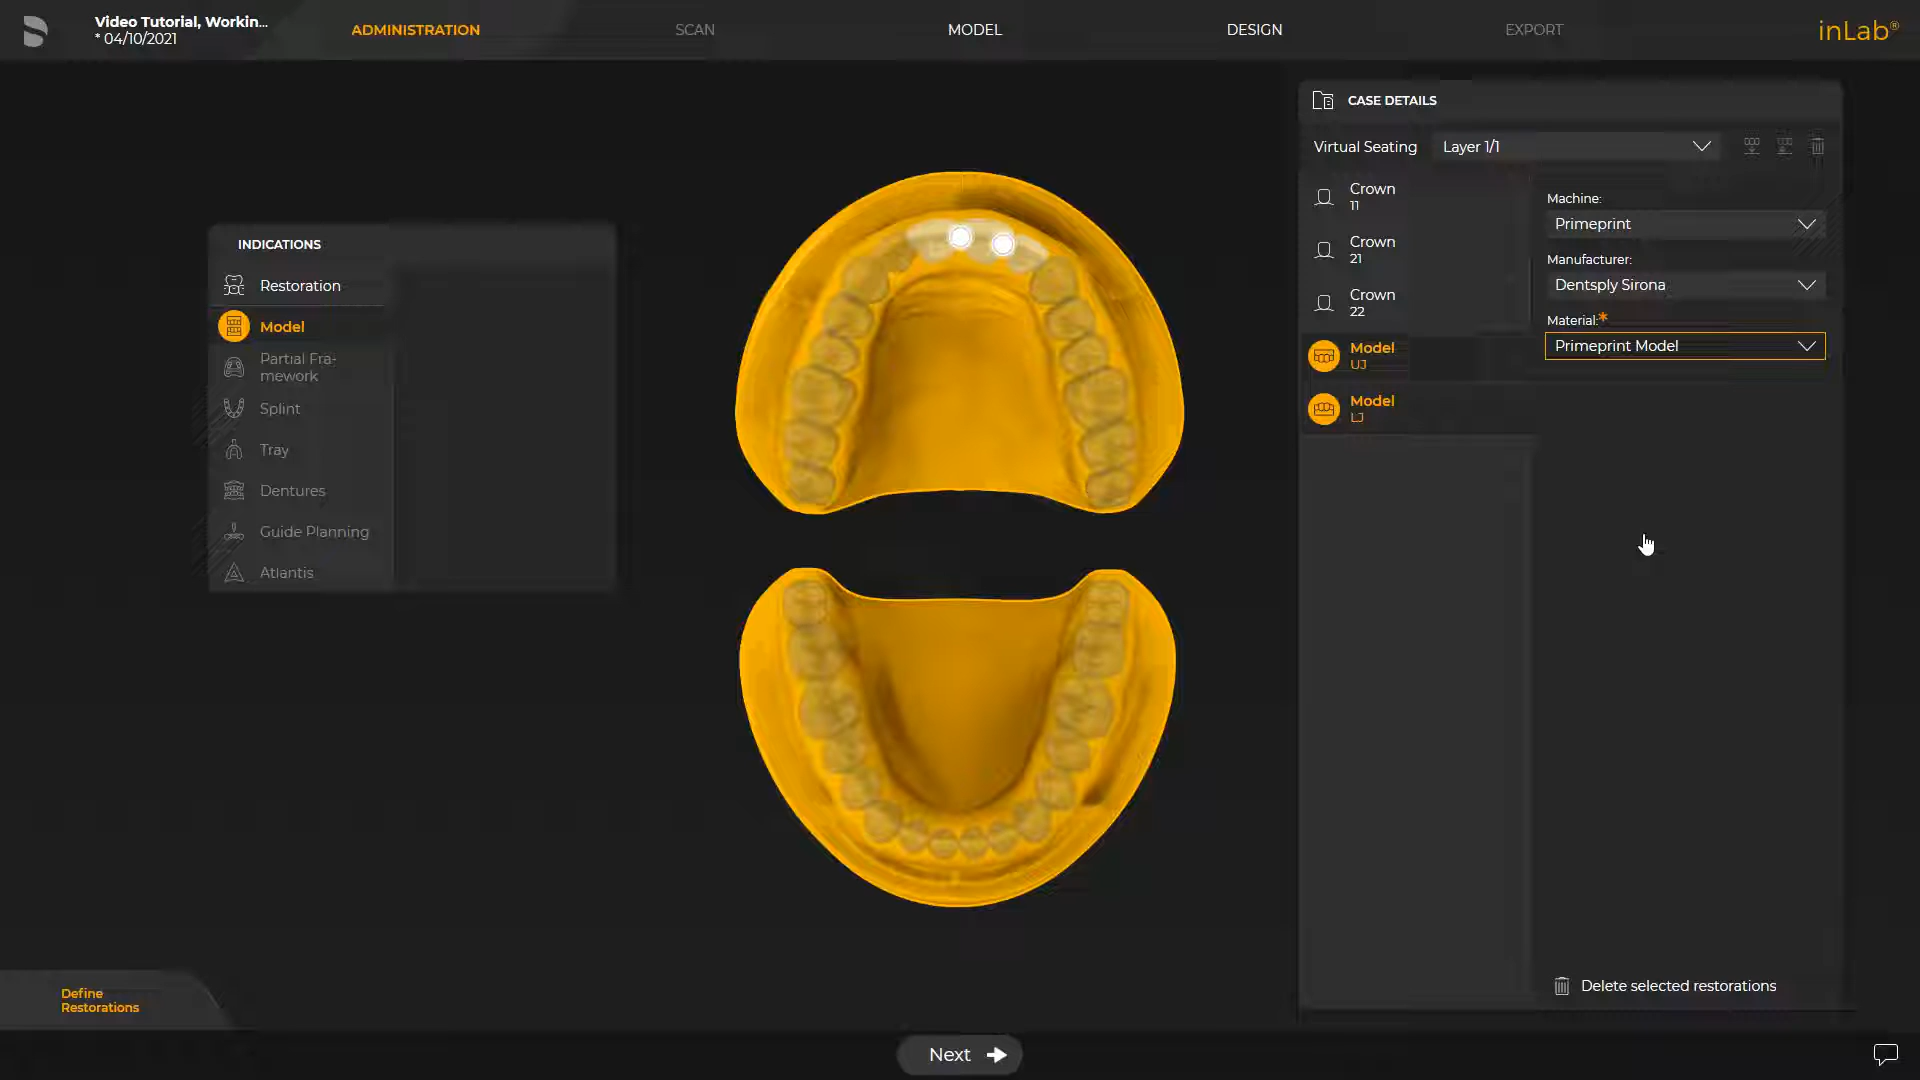 Video Tutorial, Workin...
* 04/10/2021
ADMINISTRATION
SCAN
MODEL
DESIGN
EXPORT
inLab®
INDICATIONS
Restoration
Model
Partial Fra-
mework
Splint
Tray
Dentures
Guide Planning
Atlantis
CASE DETAILS
Virtual Seating
Layer 1/1
Crown
11
Crown
21
Crown
22
Model
UJ
Model
LJ
Machine:
Primeprint
Manufacturer:
Dentsply Sirona
Material:*
Primeprint Model
Delete selected restorations
Define
Restorations
Next